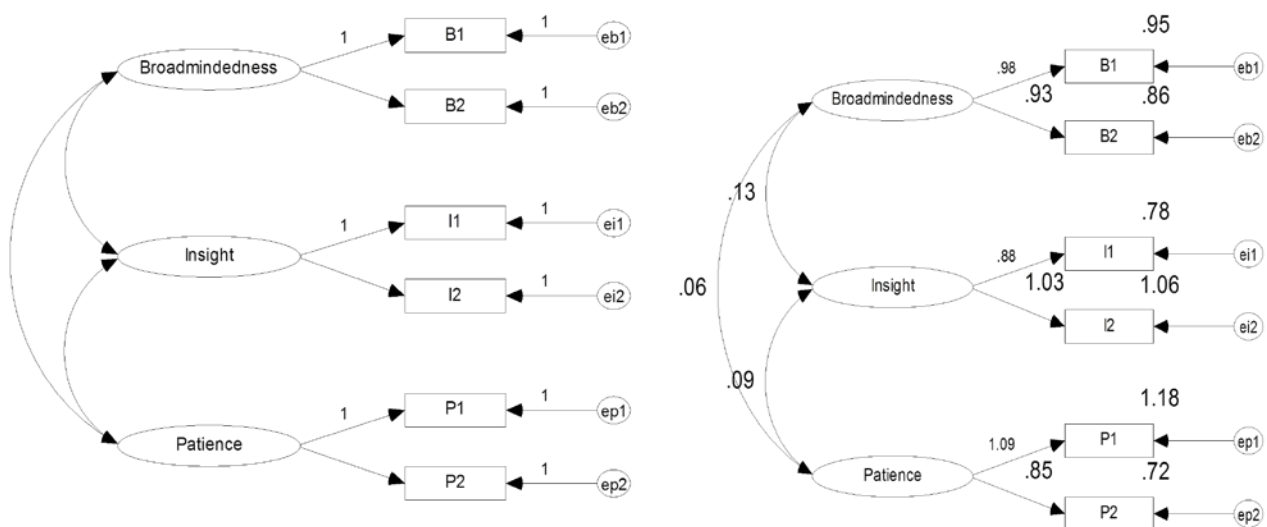 1
B1
1
eb1
Broadmindedness
B2
1
eb2
1
I1
1
ei1
Insight
I2
1
ei2
1
P1
1
ep1
Patience
P2
1
ep2
.95
.98
B1
eb1
Broadmindedness
.93
.86
B2
eb2
.13
.78
.88
I1
ei1
Insight
1.03
1.06
.06
I2
ei2
.09
1.18
1.09
P1
ep1
Patience
.85
.72
P2
ep2